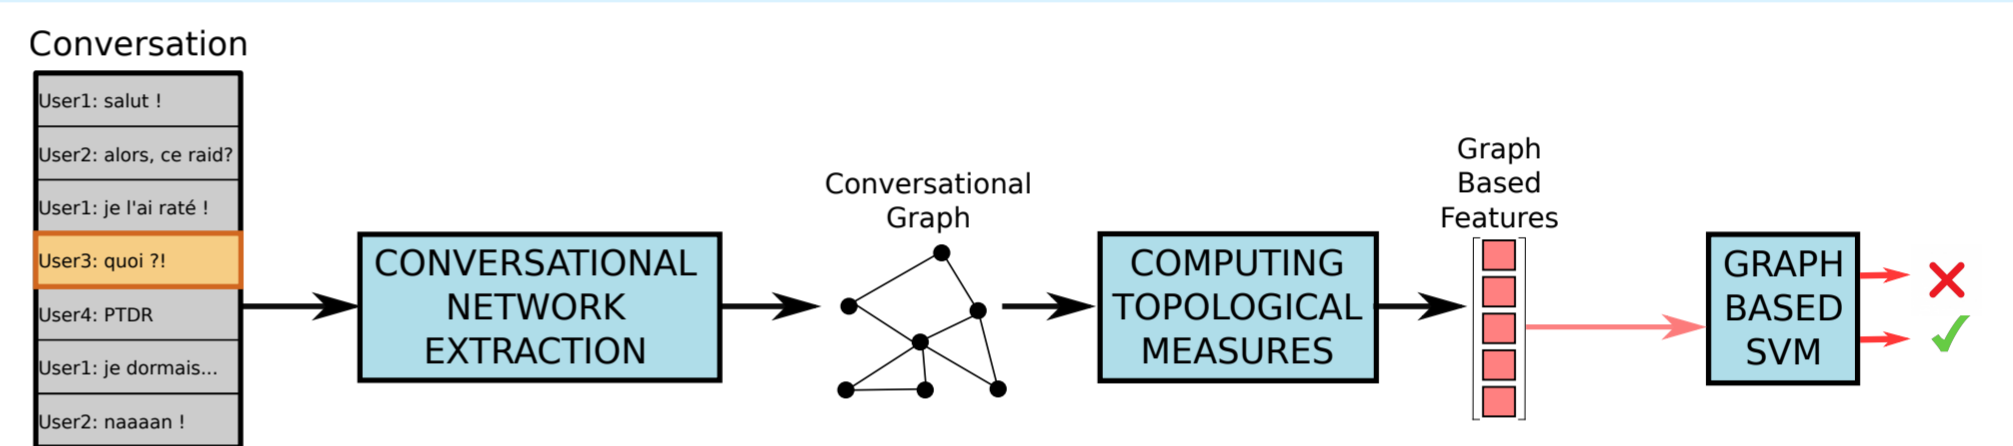 Conversation
User1: salut !
User2: alors, ce raid?
User1: je l'ai raté !
User3: quoi ?!
User4: PTDR
User1: je dormais...
User2: naaaan !
CONVERSATIONAL
NETWORK
EXTRACTION
Conversational
Graph
COMPUTING
TOPOLOGICAL
MEASURES
Graph
Based
Features
GRAPH
BASED
SVM